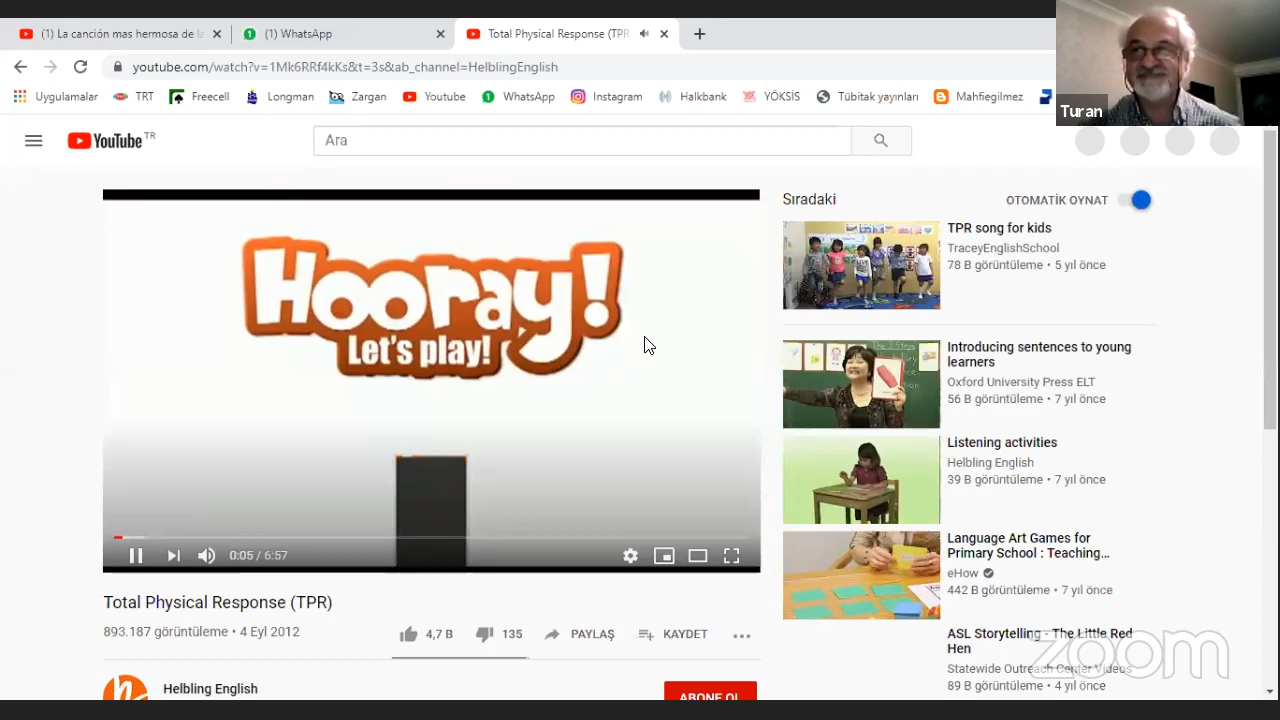 (1) La canción mas hermosa de la
(1) WhatsApp
Total Physical Response (TPR
youtube.com/watch?v=1Mk6RRf4kKs&t=3s&ab_channel=HelblingEnglish
Uygulamalar
TRT
Freecell
Longman
Zargan
Youtube
WhatsApp
Instagram
Halkbank
YÖKSİS
Tübitak yayınları
Mahfiegilmez
Turan
YouTube TR
Ara
Hooray!
Let's play!
0:05 / 6:57
Total Physical Response (TPR)
893.187 görüntüleme • 4 Eyl 2012
4,7 B
135
PAYLAŞ
KAYDET
Helbling English
ABONE OL
Sıradaki
OTOMATİK OYNAT
TPR song for kids
TraceyEnglishSchool
78 B görüntüleme • 5 yıl önce
Introducing sentences to young
learners
Oxford University Press ELT
56 B görüntüleme • 7 yıl önce
Listening activities
Helbling English
39 B görüntüleme • 7 yıl önce
Language Art Games for
Primary School : Teaching...
eHow
442 B görüntüleme • 7 yıl önce
ASL Storytelling - The Little Red
Hen
Statewide Outreach Center Videos
89 B görüntüleme • 4 yıl önce
zoom